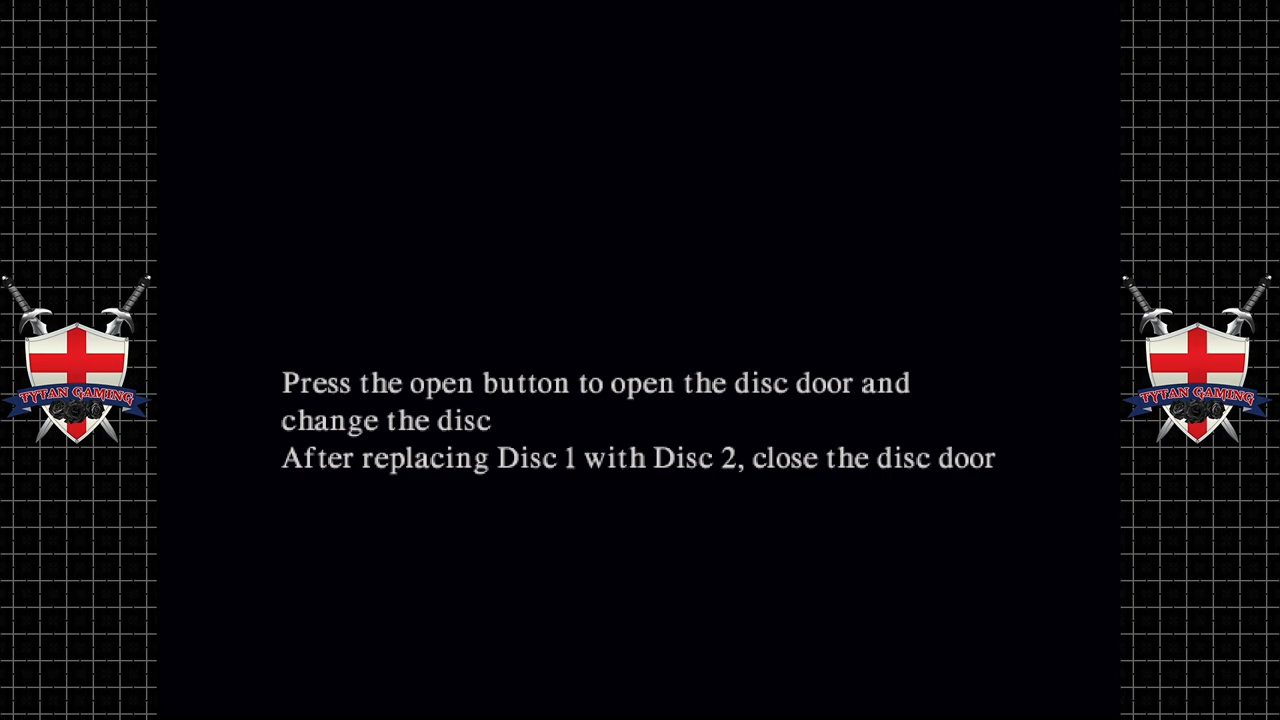 Press the open button to open the disc door and
change the disc
After replacing Disc 1 with Disc 2, close the disc door
TYTAN GAMING
TYTAN GAMING